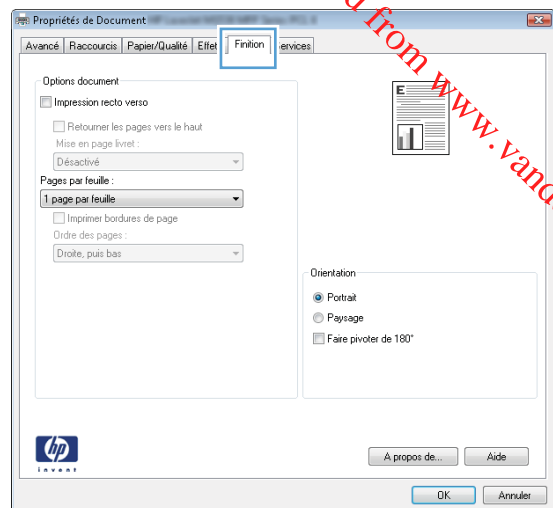 Propriétés de Document
Avancé Raccourcis Papier/Qualité Effet Finition ervices
Options document
Impression recto verso
Retourner les pages vers le haut
Mise en page livret :
Désactivé
Pages par feuille :
1 page par feuille
Imprimer bordures de page
Ordre des pages :
Droite, puis bas
E
Orientation
Portrait
Paysage
Faire pivoter de 180°
hp
invent
A propos de... Aide
OK Annuler
d from www.vand